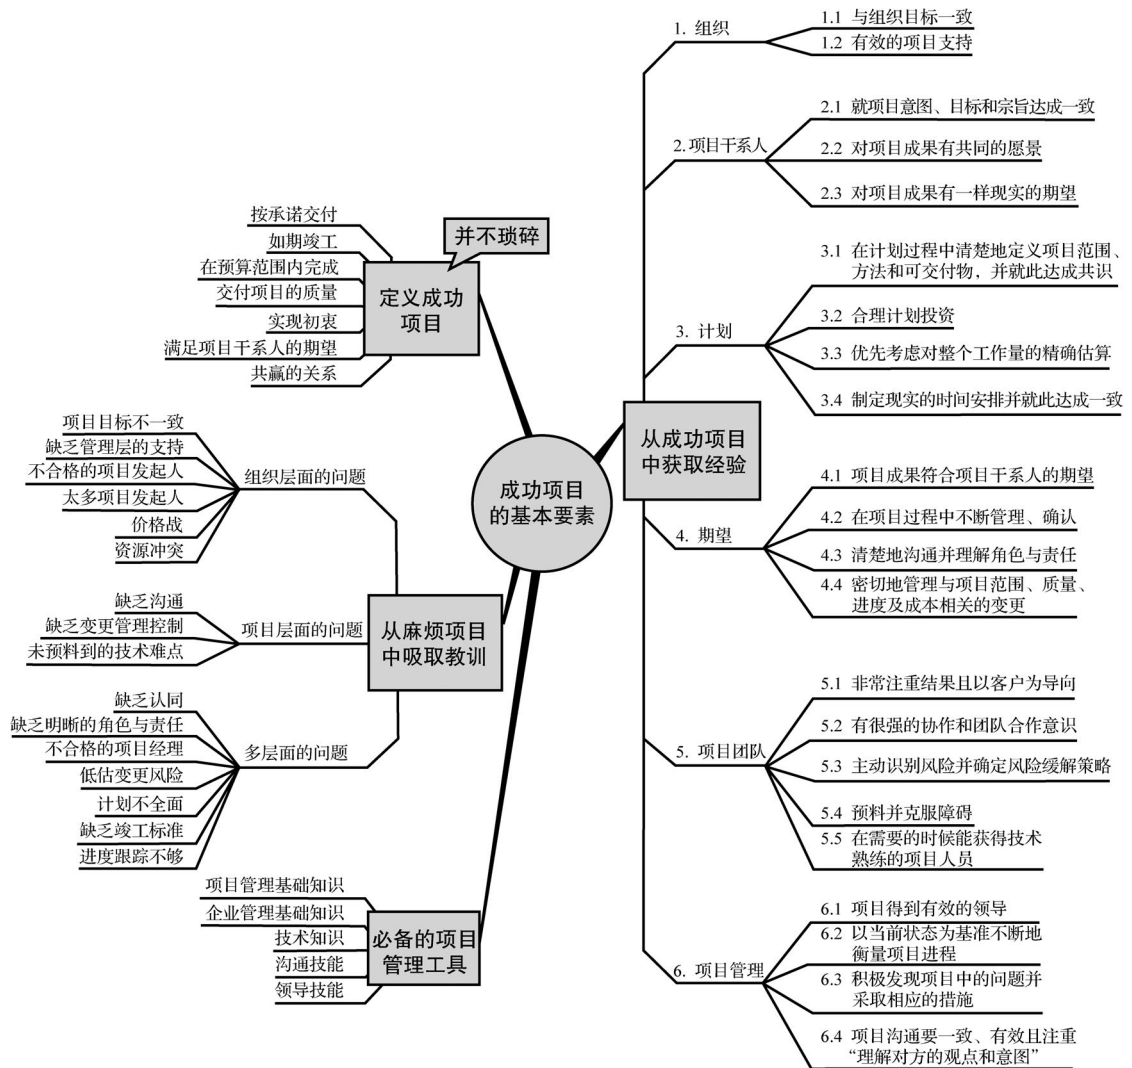 成功项目
的基本要素
并不琐碎
定义成功
项目
按承诺交付
如期竣工
在预算范围内完成
交付项目的质量
实现初衷
满足项目干系人的期望
共赢的关系
从麻烦项目
中吸取教训
组织层面的问题
项目目标不一致
缺乏管理层的支持
不合格的项目发起人
太多项目发起人
价格战
资源冲突
项目层面的问题
缺乏沟通
缺乏变更管理控制
未预料到的技术难点
多层面的问题
缺乏认同
缺乏明晰的角色与责任
不合格的项目经理
低估变更风险
计划不全面
缺乏竣工标准
进度跟踪不够
必备的项目
管理工具
项目管理基础知识
企业管理基础知识
技术知识
沟通技能
领导技能
从成功项目
中获取经验
1. 组织
1.1 与组织目标一致
1.2 有效的项目支持
2.项目干系人
2.1 就项目意图、目标和宗旨达成一致
2.2 对项目成果有共同的愿景
2.3 对项目成果有一样现实的期望
3. 计划
3.1 在计划过程中清楚地定义项目范围、
方法和可交付物，并就此达成共识
3.2 合理计划投资
3.3 优先考虑对整个工作量的精确估算
3.4 制定现实的时间安排并就此达成一致
4. 期望
4.1 项目成果符合项目干系人的期望
4.2 在项目过程中不断管理、确认
4.3 清楚地沟通并理解角色与责任
4.4 密切地管理与项目范围、质量、
进度及成本相关的变更
5. 项目团队
5.1 非常注重结果且以客户为导向
5.2 有很强的协作和团队合作意识
5.3 主动识别风险并确定风险缓解策略
5.4 预料并克服障碍
5.5 在需要的时候能获得技术
熟练的项目人员
6. 项目管理
6.1 项目得到有效的领导
6.2 以当前状态为基准不断地
衡量项目进程
6.3 积极发现项目中的问题并
采取相应的措施
6.4 项目沟通要一致、有效且注重
“理解对方的观点和意图”